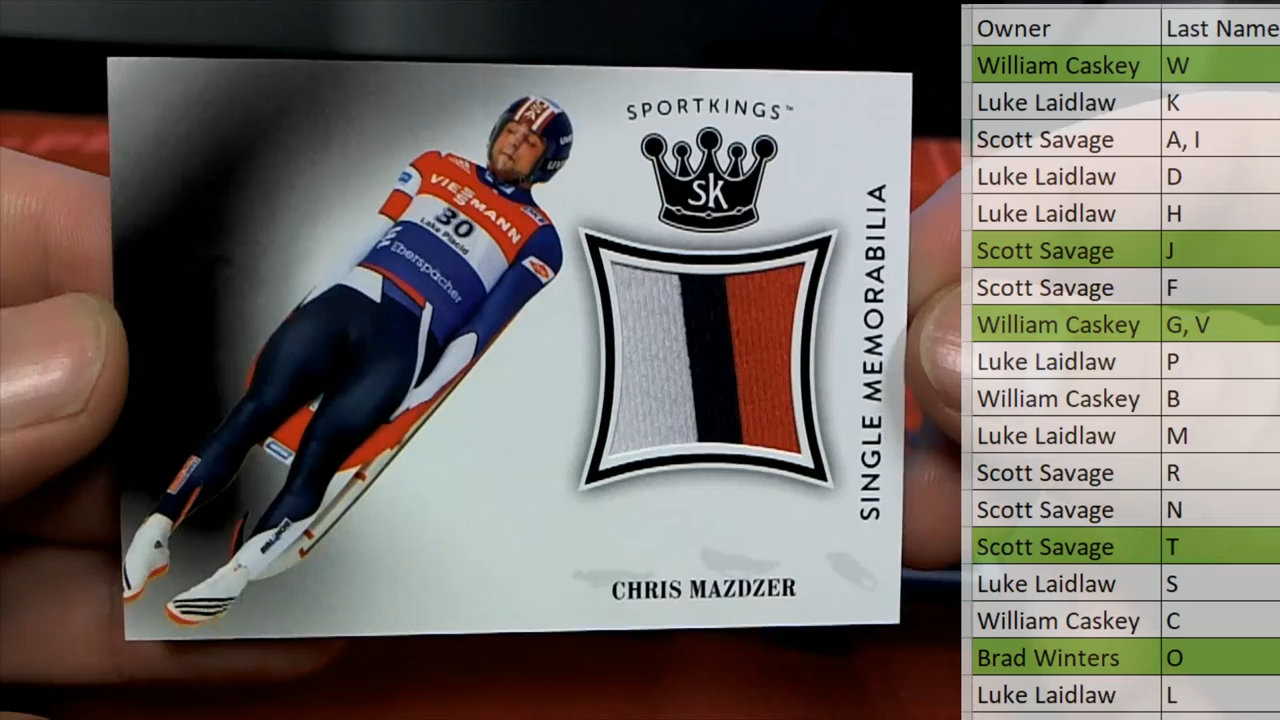 SPORTKINGS™
SK
SINGLE MEMORABILIA
VIESSMANN
30
Lake Placid
Eberspächer
CHRIS MAZDZER
Owner Last Name
William Caskey W
Luke Laidlaw K
Scott Savage A, I
Luke Laidlaw D
Luke Laidlaw H
Scott Savage J
Scott Savage F
William Caskey G, V
Luke Laidlaw P
William Caskey B
Luke Laidlaw M
Scott Savage R
Scott Savage N
Scott Savage T
Luke Laidlaw S
William Caskey C
Brad Winters O
Luke Laidlaw L